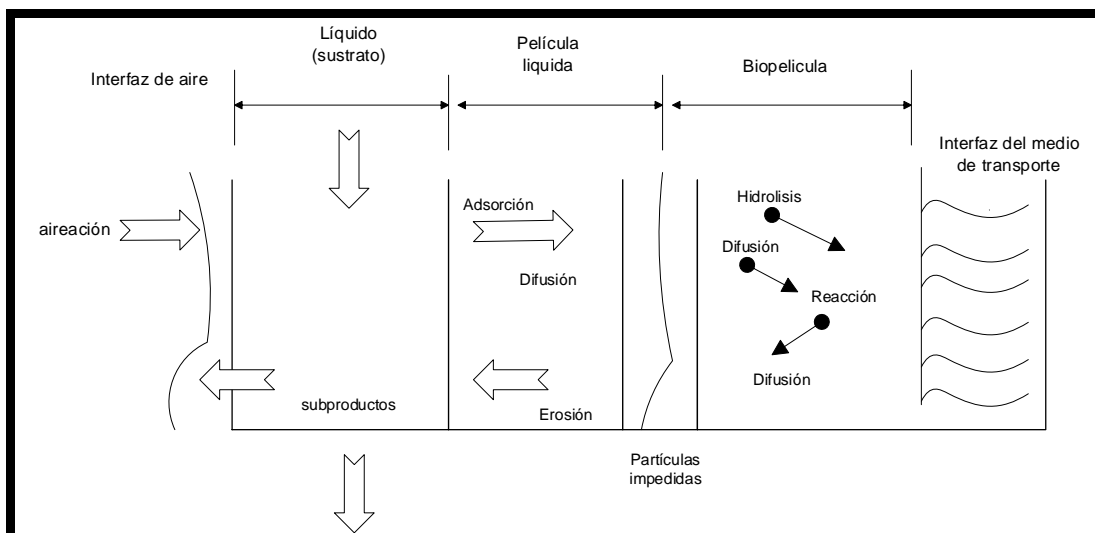 Líquido
(sustrato)
Película
liquida
Interfaz de aire
Biopelicula
Interfaz del medio
de transporte
aireación
Adsorción
Difusión
Hidrolisis
Difusión
Reacción
Difusión
subproductos
Erosión
Partículas
impedidas